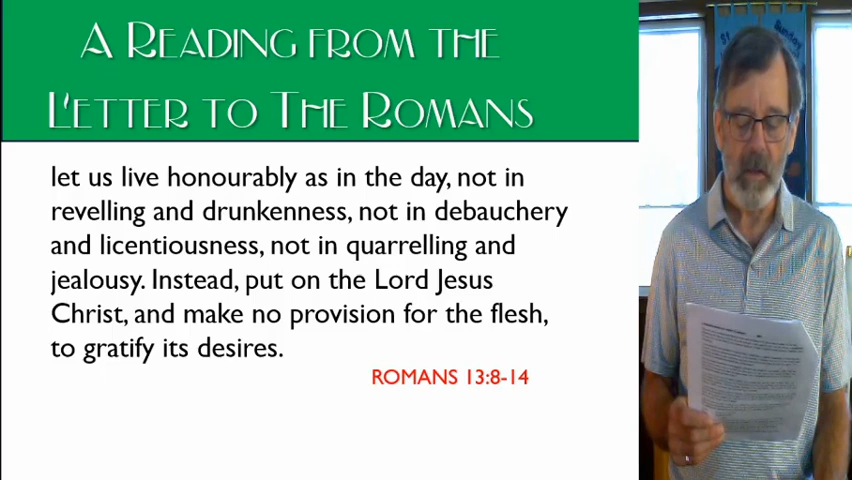 A Reading from the
Letter to The Romans
let us live honourably as in the day, not in
revelling and drunkenness, not in debauchery
and licentiousness, not in quarrelling and
jealousy. Instead, put on the Lord Jesus
Christ, and make no provision for the flesh,
to gratify its desires.
ROMANS 13:8-14
St
Sunday